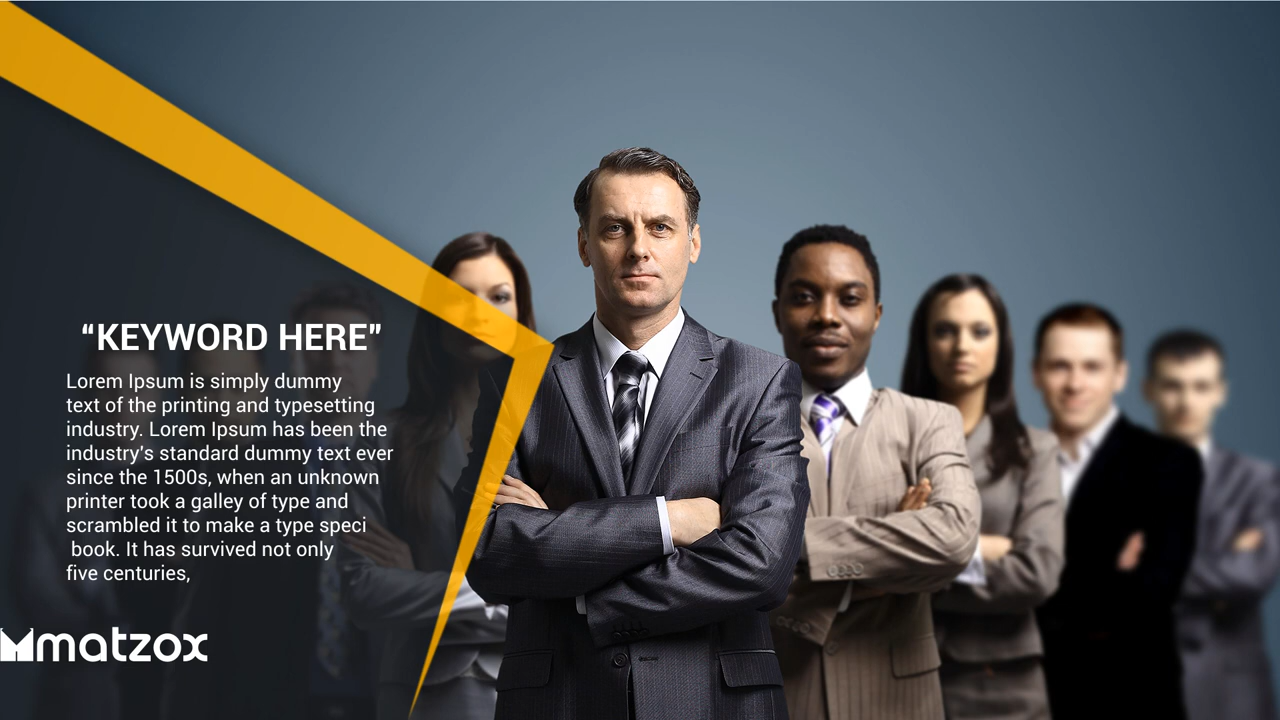 “KEYWORD HERE”
Lorem Ipsum is simply dummy
text of the printing and typesetting
industry. Lorem Ipsum has been the
industry's standard dummy text ever
since the 1500s, when an unknown
printer took a galley of type and
scrambled it to make a type speci
book. It has survived not only
five centuries,
matzox